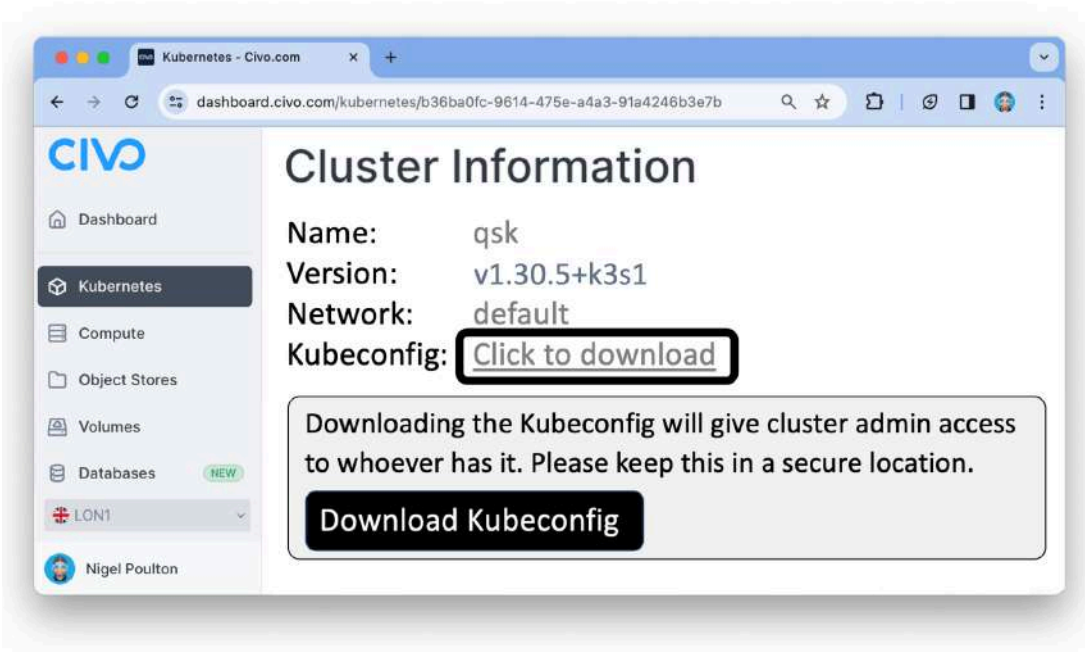 Kubernetes - Civo.com
dashboard.civo.com/kubernetes/b36ba0fc-9614-475e-a4a3-91a4246b3e7b
CIVO
Dashboard
Kubernetes
Compute
Object Stores
Volumes
Databases NEW
LON1
Nigel Poulton
Cluster Information
Name: qsk
Version: v1.30.5+k3s1
Network: default
Kubeconfig: Click to download
Downloading the Kubeconfig will give cluster admin access
to whoever has it. Please keep this in a secure location.
Download Kubeconfig